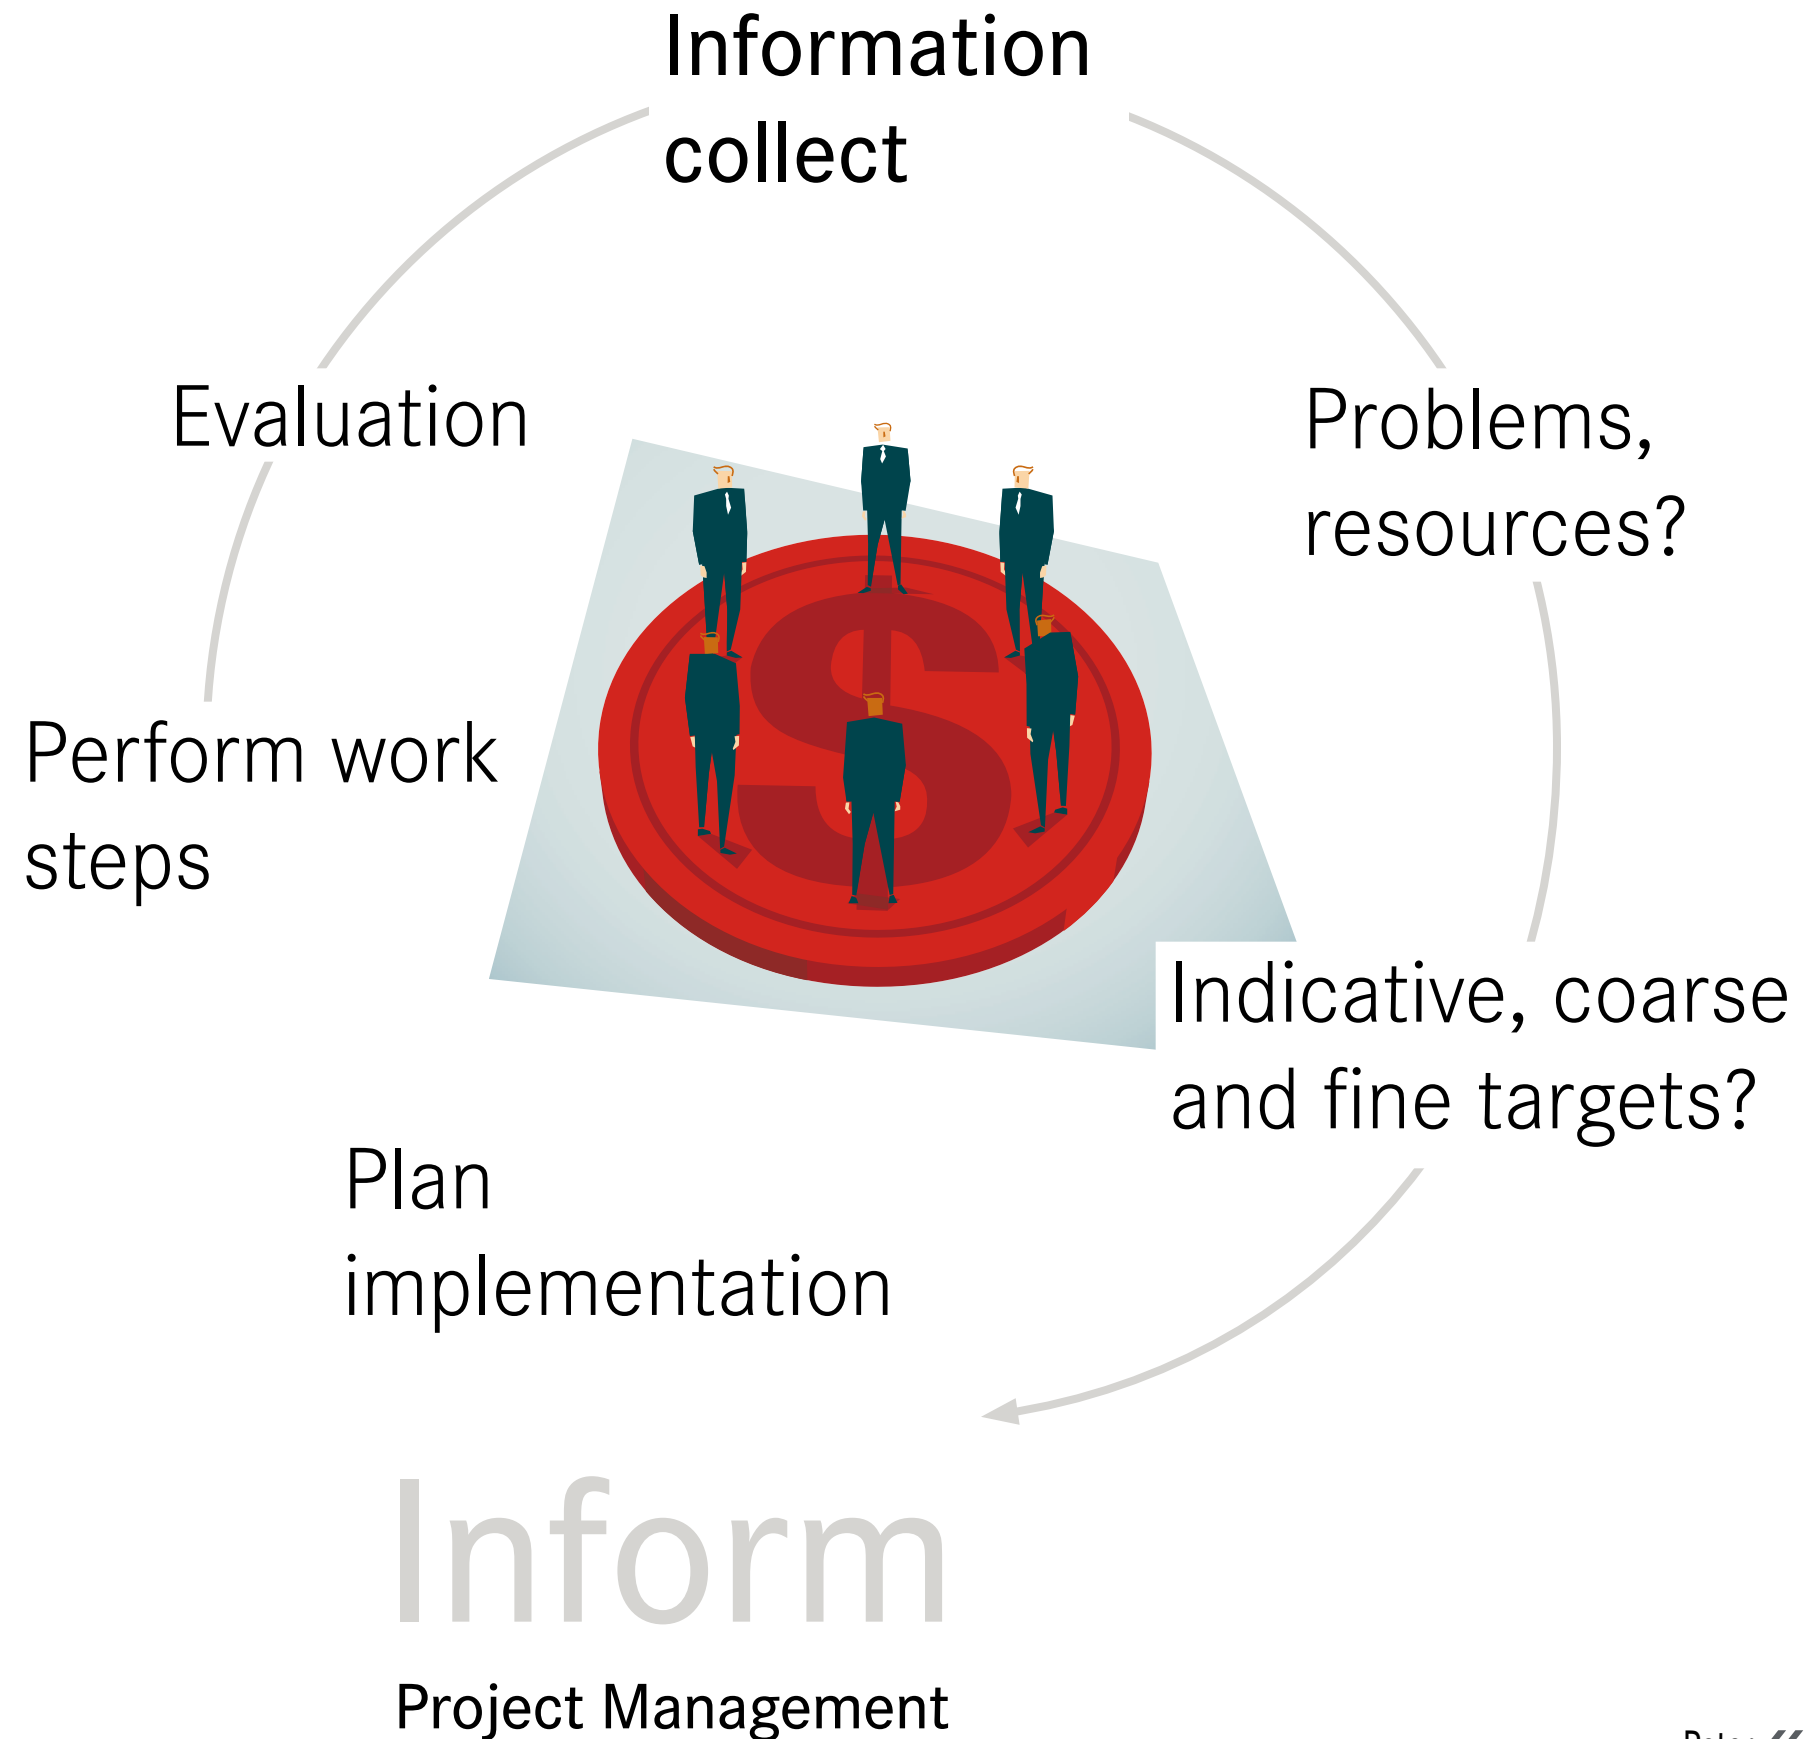 Information
collect
Evaluation
Problems,
resources?
Perform work
steps
Indicative, coarse
and fine targets?
Plan
implementation
Inform
Project Management